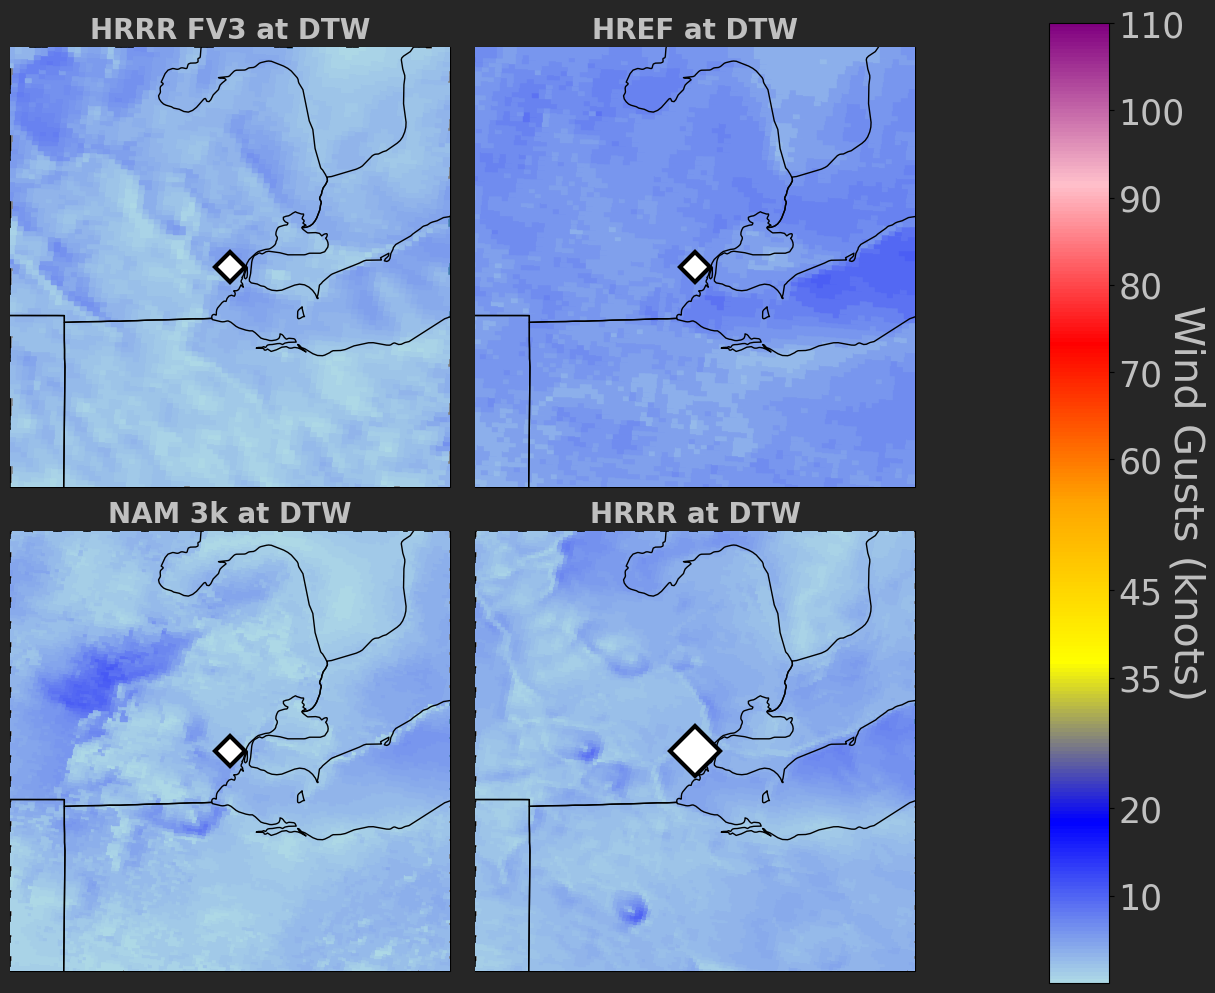 HRRR FV3 at DTW
HREF at DTW
NAM 3k at DTW
HRRR at DTW
110
100
90
80
70
60
45
35
20
10
Wind Gusts (knots)